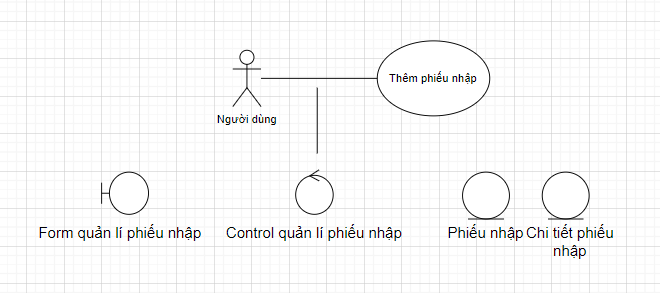 Thêm phiếu nhập
Người dùng
Form quản lí phiếu nhập
Control quản lí phiếu nhập
Phiếu nhập
Chi tiết phiếu
nhập